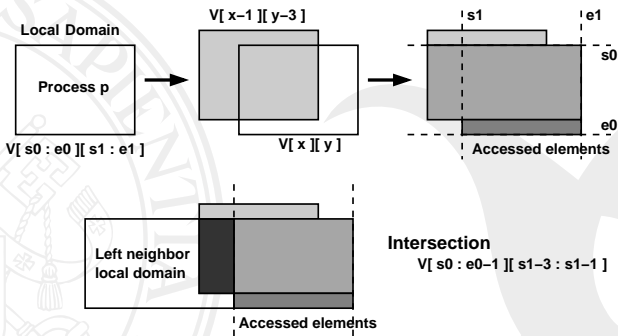 Local Domain
Process p
V[ s0 : e0 ][ s1 : e1 ]
V[ x−1 ][ y−3 ]
V[ x ][ y ]
s1
e1
s0
e0
Accessed elements
Left neighbor
local domain
Accessed elements
Intersection
V[ s0 : e0−1 ][ s1−3 : s1−1 ]
SAPIENTI